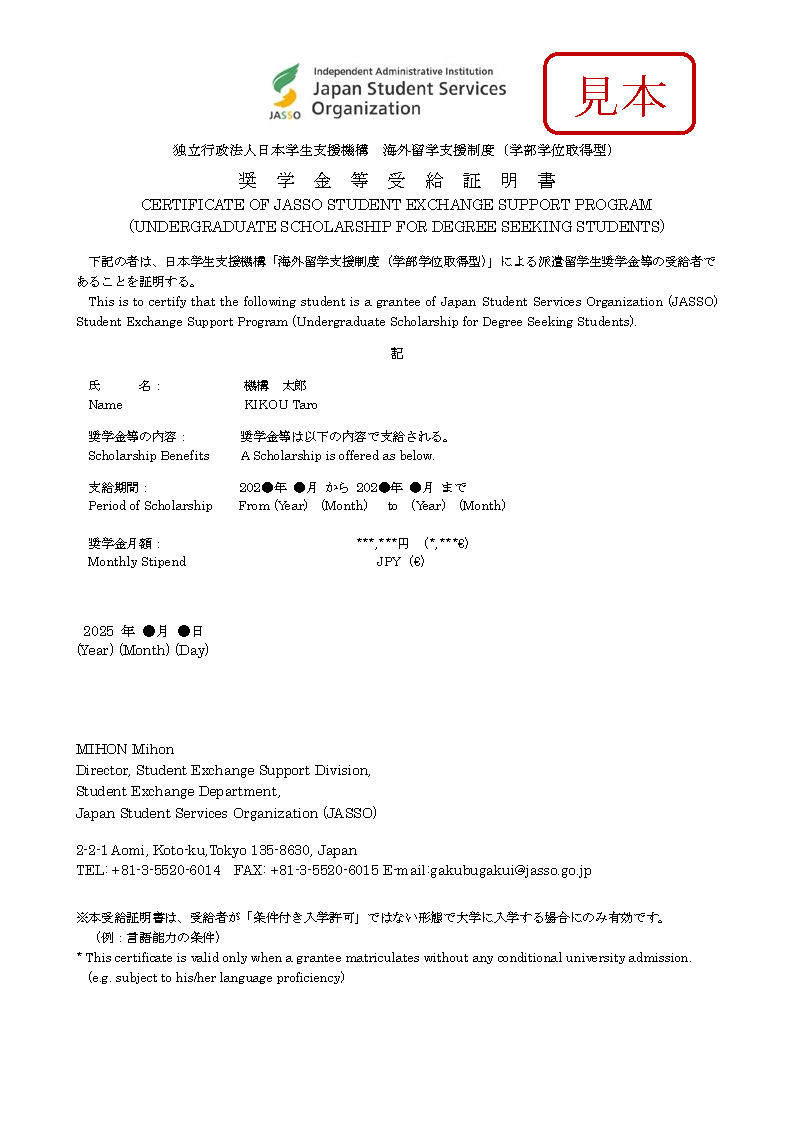 Independent Administrative Institution
Japan Student Services
Organization
JASSO
見本
独立行政法人日本学生支援機構　海外留学支援制度（学部学位取得型）
奨　学　金　等　受　給　証　明　書
CERTIFICATE OF JASSO STUDENT EXCHANGE SUPPORT PROGRAM
(UNDERGRADUATE SCHOLARSHIP FOR DEGREE SEEKING STUDENTS)
下記の者は、日本学生支援機構「海外留学支援制度（学部学位取得型）」による派遣留学生奨学金等の受給者で
あることを証明する。
This is to certify that the following student is a grantee of Japan Student Services Organization (JASSO)
Student Exchange Support Program (Undergraduate Scholarship for Degree Seeking Students).
記
氏　　　名：　機構　太郎
Name　KIKOU Taro
奨学金等の内容：　奨学金等は以下の内容で支給される。
Scholarship Benefits　A Scholarship is offered as below.
支給期間：　202●年 ●月 から 202●年 ●月 まで
Period of Scholarship　From (Year)　(Month)　to　(Year)　(Month)
奨学金月額：　***,***円　(*,***€)
Monthly Stipend　JPY (€)
2025 年 ●月 ●日
(Year) (Month) (Day)
MIHON Mihon
Director, Student Exchange Support Division,
Student Exchange Department,
Japan Student Services Organization (JASSO)
2-2-1 Aomi, Koto-ku,Tokyo 135-8630, Japan
TEL: +81-3-5520-6014　FAX: +81-3-5520-6015 E-mail:gakubugakui@jasso.go.jp
※本受給証明書は、受給者が「条件付き入学許可」ではない形態で大学に入学する場合にのみ有効です。
（例：言語能力の条件）
* This certificate is valid only when a grantee matriculates without any conditional university admission.
(e.g. subject to his/her language proficiency)